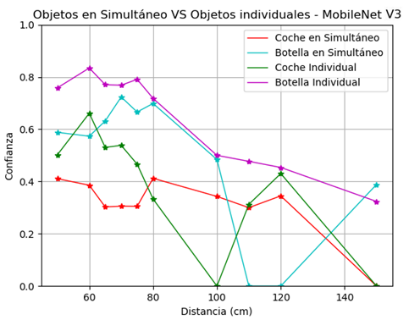 Objetos en Simultáneo VS Objetos individuales - MobileNet V3
1.0
0.8
0.6
0.4
0.2
0.0
Confianza
Coche en Simultáneo
Botella en Simultáneo
Coche Individual
Botella Individual
60 80 100 120 140
Distancia (cm)